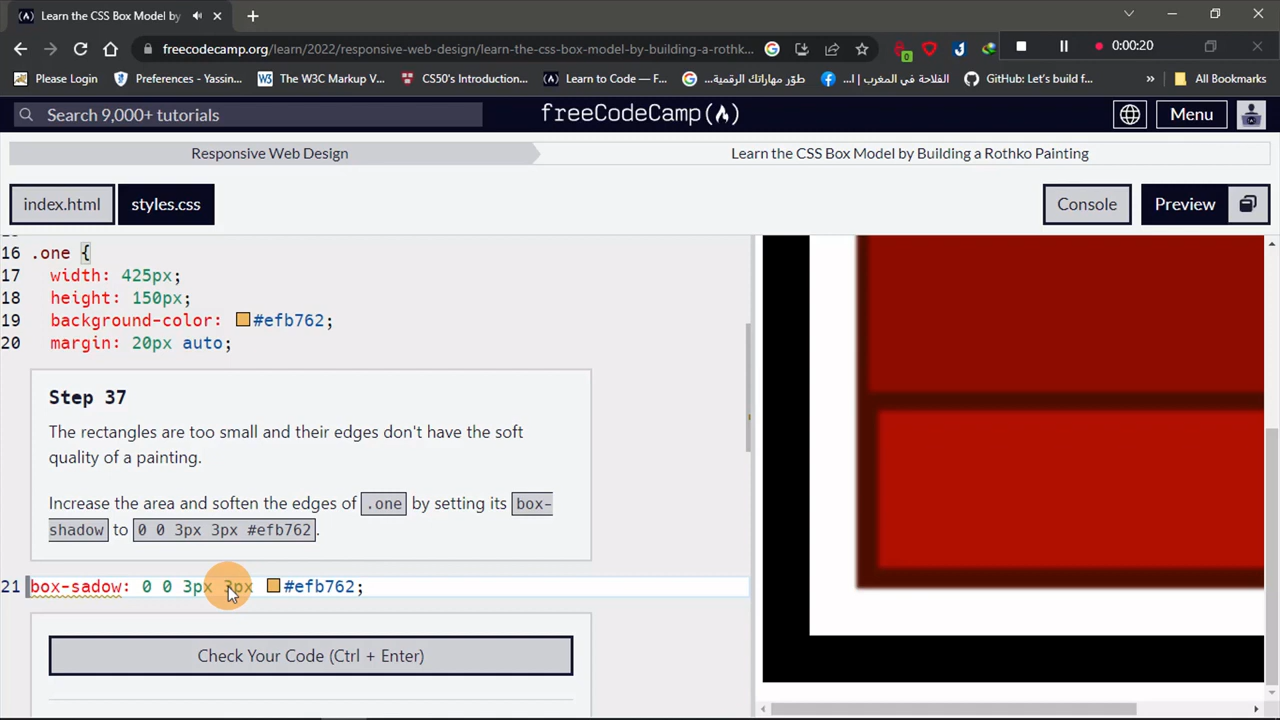 Learn the CSS Box Model by
freecodecamp.org/learn/2022/responsive-web-design/learn-the-css-box-model-by-building-a-rothk...
0
0:00:20
Please Login
Preferences - Yassin...
The W3C Markup V...
CS50's Introduction...
Learn to Code — F...
طوّر مهاراتك الرقمية...
الفلاحة في المغرب | ا...
GitHub: Let's build f...
»
All Bookmarks
Search 9,000+ tutorials
freeCodeCamp
Menu
Responsive Web Design
Learn the CSS Box Model by Building a Rothko Painting
index.html
styles.css
Console
Preview
16 .one {
17 width: 425px;
18 height: 150px;
19 background-color: #efb762;
20 margin: 20px auto;
Step 37
The rectangles are too small and their edges don't have the soft
quality of a painting.
Increase the area and soften the edges of .one by setting its box-
shadow to 0 0 3px 3px #efb762.
21 box-sadow: 0 0 3px 3px #efb762;
Check Your Code (Ctrl + Enter)